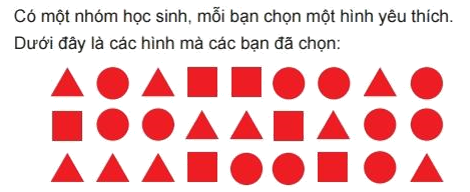 Có một nhóm học sinh, mỗi bạn chọn một hình yêu thích.
Dưới đây là các hình mà các bạn đã chọn: